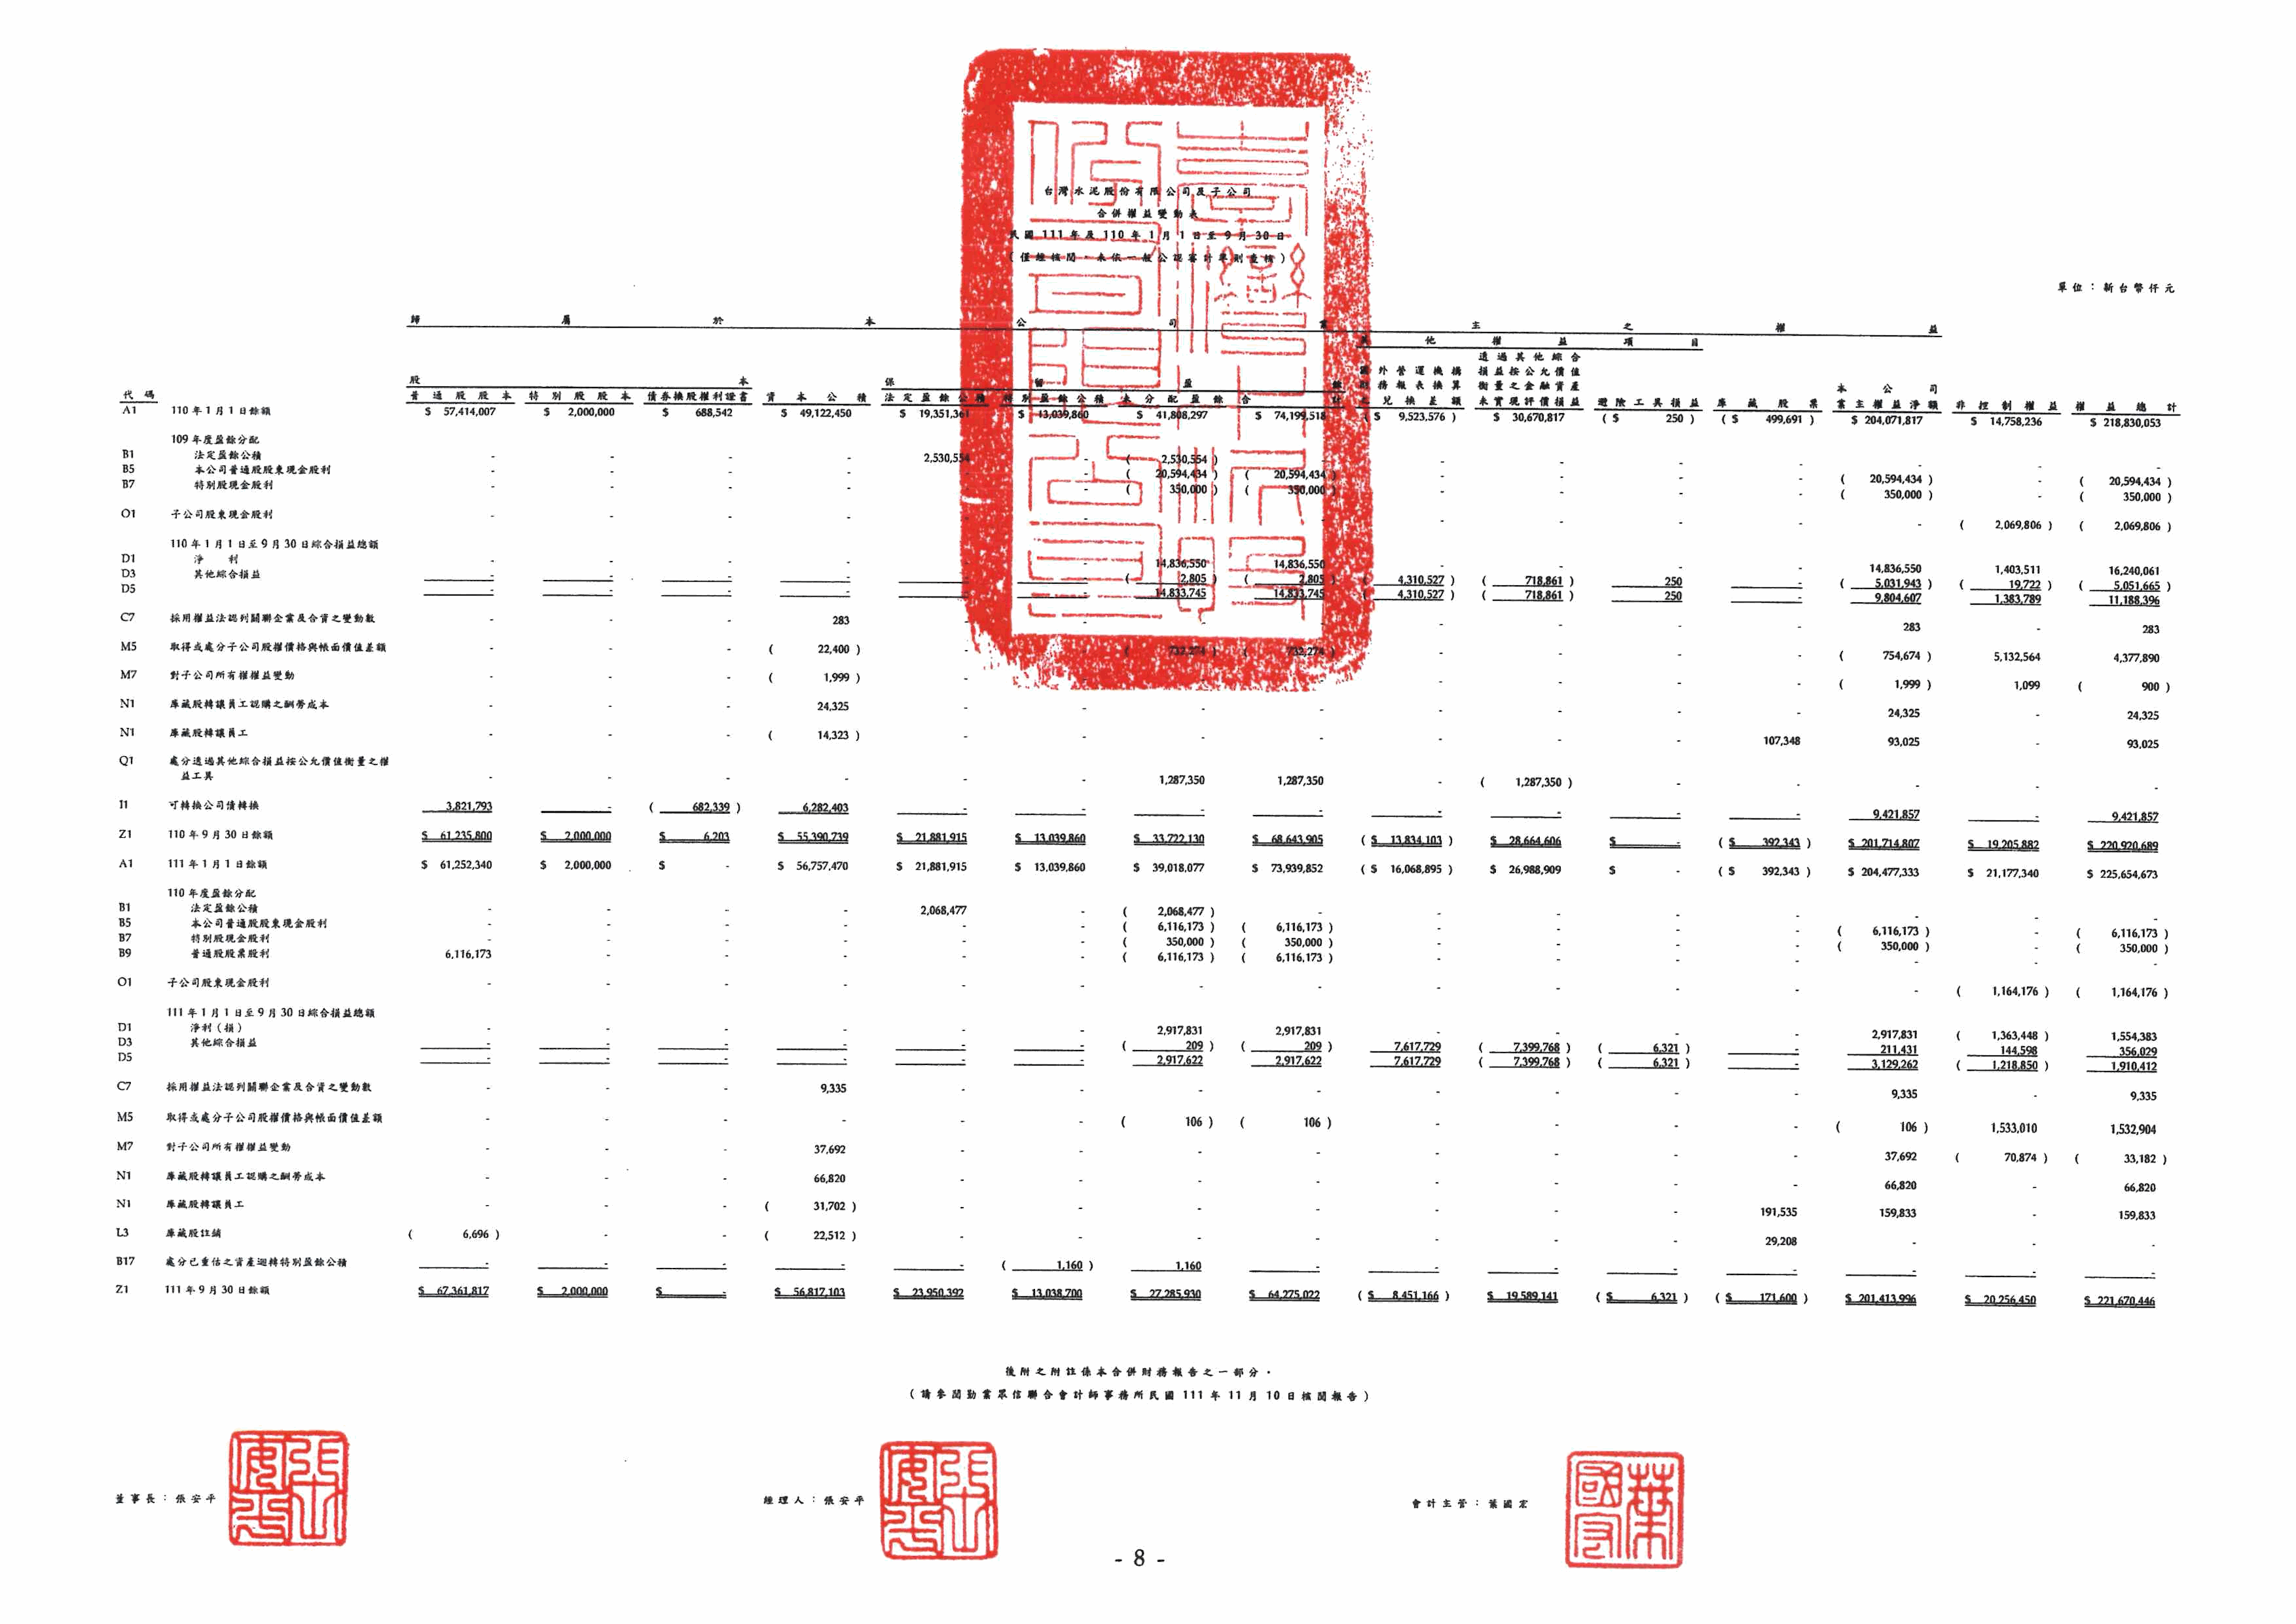 台灣水泥股份有限公司及子公司
合併權益變動表
民國 111 年及 110 年 1 月 1 日至 9 月 30 日
（僅經核閱，未依一般公認審計準則查核）
單位：新台幣仟元
歸 屬 於 本 公 司 業 主 之 權 益
其 他 權 益 項 目
股 本 保 留 盈 餘
代碼 普通股股本 特別股股本 債券換股權利證書 資本公積 法定盈餘公積 特別盈餘公積 未分配盈餘 合計 國外營運機構財務報表換算之兌換差額 透過其他綜合損益按公允價值衡量之金融資產未實現評價損益 避險工具損益 庫藏股票 本公司業主權益淨額 非控制權益 權益總計
A1 110 年 1 月 1 日餘額 $ 57,414,007 $ 2,000,000 $ 688,542 $ 49,122,450 $ 19,351,361 $ 13,039,860 $ 41,808,297 $ 74,199,518 ( $ 9,523,576 ) $ 30,670,817 ( $ 250 ) ( $ 499,691 ) $ 204,071,817 $ 14,758,236 $ 218,830,053
109 年度盈餘分配
B1 法定盈餘公積 - - - - 2,530,554 - ( 2,530,554 ) - - - - - - - -
B5 本公司普通股股東現金股利 - - - - - - ( 20,594,434 ) ( 20,594,434 ) - - - - ( 20,594,434 ) - ( 20,594,434 )
B7 特別股現金股利 - - - - - - ( 350,000 ) ( 350,000 ) - - - - ( 350,000 ) - ( 350,000 )
O1 子公司股東現金股利 - - - - - - - - - - - - - ( 2,069,806 ) ( 2,069,806 )
110 年 1 月 1 日至 9 月 30 日綜合損益總額
D1 淨利 - - - - - - 14,836,550 14,836,550 - - - - 14,836,550 1,403,511 16,240,061
D3 其他綜合損益 - - - - - - ( 2,805 ) ( 2,805 ) ( 4,310,527 ) ( 718,861 ) 250 - ( 5,031,943 ) ( 19,722 ) ( 5,051,665 )
D5 - - - - - - 14,833,745 14,833,745 ( 4,310,527 ) ( 718,861 ) 250 - 9,804,607 1,383,789 11,188,396
C7 採用權益法認列關聯企業及合資之變動數 - - - 283 - - - - - - - - 283 - 283
M5 取得或處分子公司股權價格與帳面價值差額 - - - ( 22,400 ) - - ( 732,274 ) ( 732,274 ) - - - - ( 754,674 ) 5,132,564 4,377,890
M7 對子公司所有權權益變動 - - - ( 1,999 ) - - - - - - - - ( 1,999 ) 1,099 ( 900 )
N1 庫藏股轉讓員工認購之酬勞成本 - - - 24,325 - - - - - - - - 24,325 - 24,325
N1 庫藏股轉讓員工 - - - ( 14,323 ) - - - - - - - 107,348 93,025 - 93,025
Q1 處分透過其他綜合損益按公允價值衡量之權
益工具 - - - - - - 1,287,350 1,287,350 - ( 1,287,350 ) - - - - -
I1 可轉換公司債轉換 3,821,793 - ( 682,339 ) 6,282,403 - - - - - - - - 9,421,857 - 9,421,857
Z1 110 年 9 月 30 日餘額 $ 61,235,800 $ 2,000,000 $ 6,203 $ 55,390,739 $ 21,881,915 $ 13,039,860 $ 33,722,130 $ 68,643,905 ( $ 13,834,103 ) $ 28,664,606 $ - ( $ 392,343 ) $ 201,714,807 $ 19,205,882 $ 220,920,689
A1 111 年 1 月 1 日餘額 $ 61,252,340 $ 2,000,000 $ - $ 56,757,470 $ 21,881,915 $ 13,039,860 $ 39,018,077 $ 73,939,852 ( $ 16,068,895 ) $ 26,988,909 $ - ( $ 392,343 ) $ 204,477,333 $ 21,177,340 $ 225,654,673
110 年度盈餘分配
B1 法定盈餘公積 - - - - 2,068,477 - ( 2,068,477 ) - - - - - - - -
B5 本公司普通股股東現金股利 - - - - - - ( 6,116,173 ) ( 6,116,173 ) - - - - ( 6,116,173 ) - ( 6,116,173 )
B7 特別股現金股利 - - - - - - ( 350,000 ) ( 350,000 ) - - - - ( 350,000 ) - ( 350,000 )
B9 普通股股票股利 6,116,173 - - - - - ( 6,116,173 ) ( 6,116,173 ) - - - - - - -
O1 子公司股東現金股利 - - - - - - - - - - - - - ( 1,164,176 ) ( 1,164,176 )
111 年 1 月 1 日至 9 月 30 日綜合損益總額
D1 淨利（損） - - - - - - 2,917,831 2,917,831 - - - - 2,917,831 ( 1,363,448 ) 1,554,383
D3 其他綜合損益 - - - - - - ( 209 ) ( 209 ) 7,617,729 ( 7,399,768 ) ( 6,321 ) - 211,431 144,598 356,029
D5 - - - - - - 2,917,622 2,917,622 7,617,729 ( 7,399,768 ) ( 6,321 ) - 3,129,262 ( 1,218,850 ) 1,910,412
C7 採用權益法認列關聯企業及合資之變動數 - - - 9,335 - - - - - - - - 9,335 - 9,335
M5 取得或處分子公司股權價格與帳面價值差額 - - - - - - ( 106 ) ( 106 ) - - - - ( 106 ) 1,533,010 1,532,904
M7 對子公司所有權權益變動 - - - 37,692 - - - - - - - - 37,692 ( 70,874 ) ( 33,182 )
N1 庫藏股轉讓員工認購之酬勞成本 - - - 66,820 - - - - - - - - 66,820 - 66,820
N1 庫藏股轉讓員工 - - - ( 31,702 ) - - - - - - - 191,535 159,833 - 159,833
L3 庫藏股註銷 ( 6,696 ) - - ( 22,512 ) - - - - - - - 29,208 - - -
B17 處分已重估之資產迴轉特別盈餘公積 - - - - - ( 1,160 ) 1,160 - - - - - - - -
Z1 111 年 9 月 30 日餘額 $ 67,361,817 $ 2,000,000 $ - $ 56,817,103 $ 23,950,392 $ 13,038,700 $ 27,285,930 $ 64,275,022 ( $ 8,451,166 ) $ 19,589,141 ( $ 6,321 ) ( $ 171,600 ) $ 201,413,996 $ 20,256,450 $ 221,670,446
後附之附註係本合併財務報告之一部分。
（請參閱勤業眾信聯合會計師事務所民國 111 年 11 月 10 日核閱報告）
董事長：張安平 經理人：張安平 會計主管：葉國宏
- 8 -